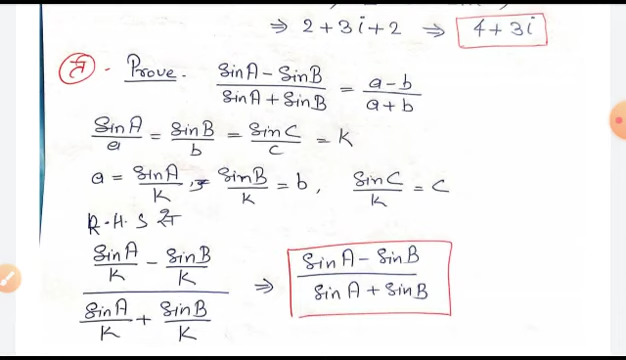 ⇒ 2+3i+2 ⇒ 4+3i
Prove. (SinA - SinB)/(SinA + SinB) = (a-b)/(a+b)
SinA/a = SinB/b = SinC/c = K
a = SinA/K, SinB/K = b, SinC/K = c
R.H.S से
(SinA/K - SinB/K)/(SinA/K + SinB/K) ⇒ (SinA - SinB)/(SinA + SinB)